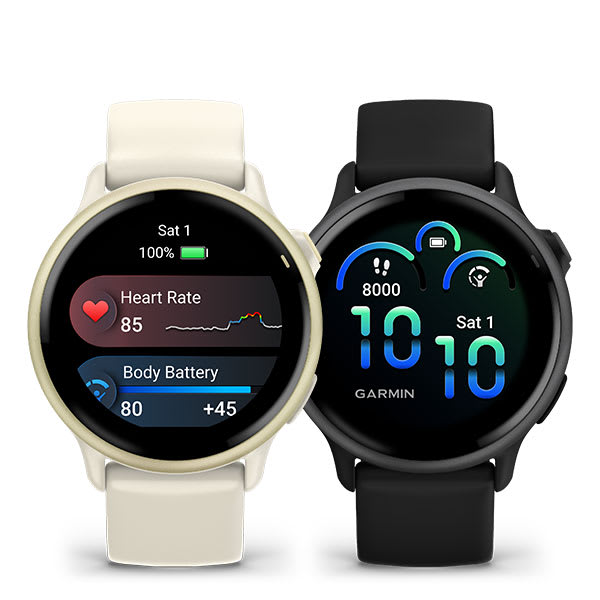 Sat 1
100%
Heart Rate
85
Body Battery
80 +45
8000
10
Sat 1
10
GARMIN